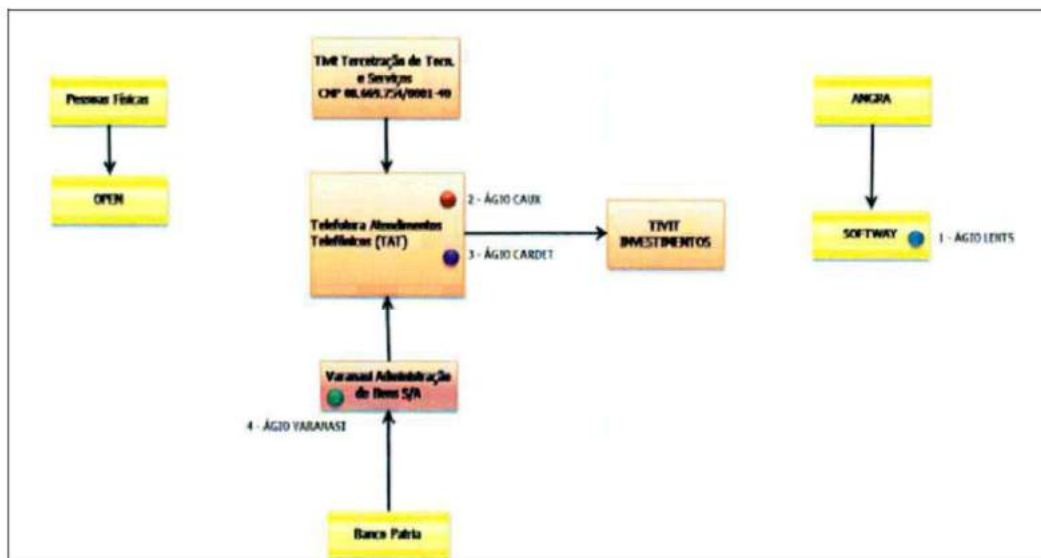 Pessoas Físicas
OPEN
Tivit Terceirização de Tecn.
e Serviços
CNPJ 08.669.754/0001-40
Telefutura Atendimentos
Telefônicos (TAT)
2 - ÁGIO CAUX
3 - ÁGIO CARDET
TIVIT
INVESTIMENTOS
ANGRA
SOFTWAY
1 - ÁGIO LENTS
Varanasi Administração
de Bens S/A
4 - ÁGIO VARANASI
Banco Patria